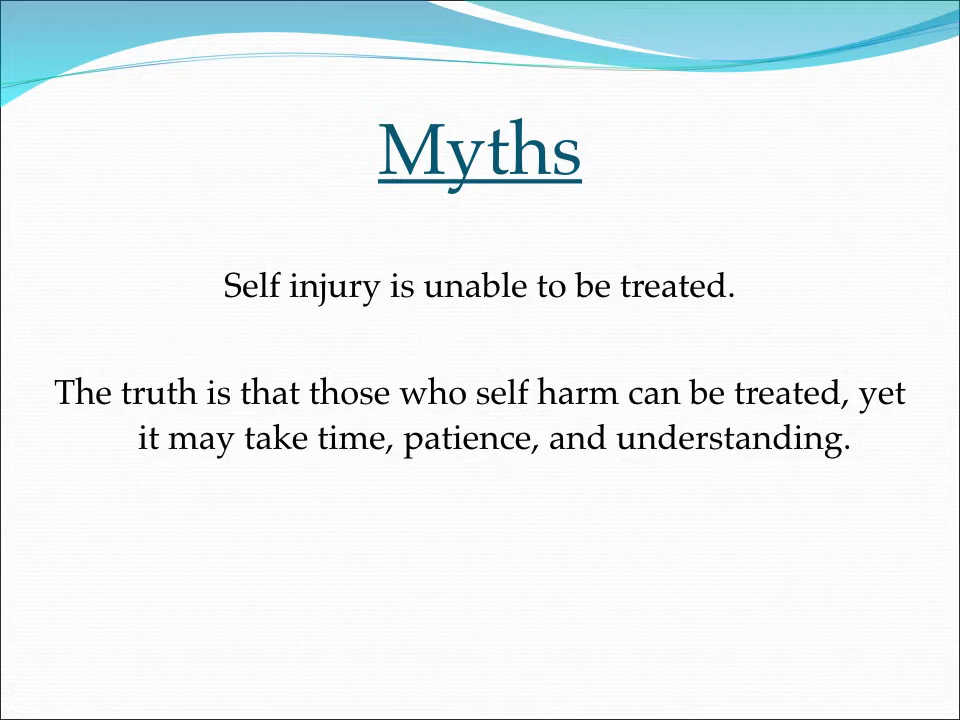 Myths
Self injury is unable to be treated.
The truth is that those who self harm can be treated, yet
it may take time, patience, and understanding.